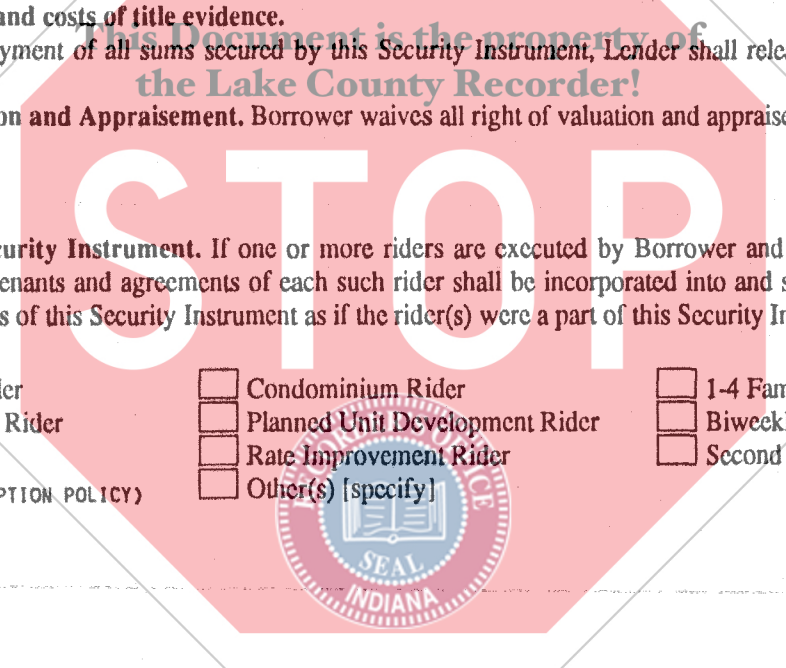 and costs of title evidence.
This Document is the property of
yment of all sums secured by this Security Instrument, Lender shall rele
the Lake County Recorder!
on and Appraisement. Borrower waives all right of valuation and appraise
STOP
curity Instrument. If one or more riders are executed by Borrower and
enants and agreements of each such rider shall be incorporated into and s
s of this Security Instrument as if the rider(s) were a part of this Security In
der
Condominium Rider
1-4 Fam
Rider
Planned Unit Development Rider
Biweekl
Rate Improvement Rider
Second
PTION POLICY)
Other(s) [specify]
RECORDER'S OFFICE
SEAL
INDIANA